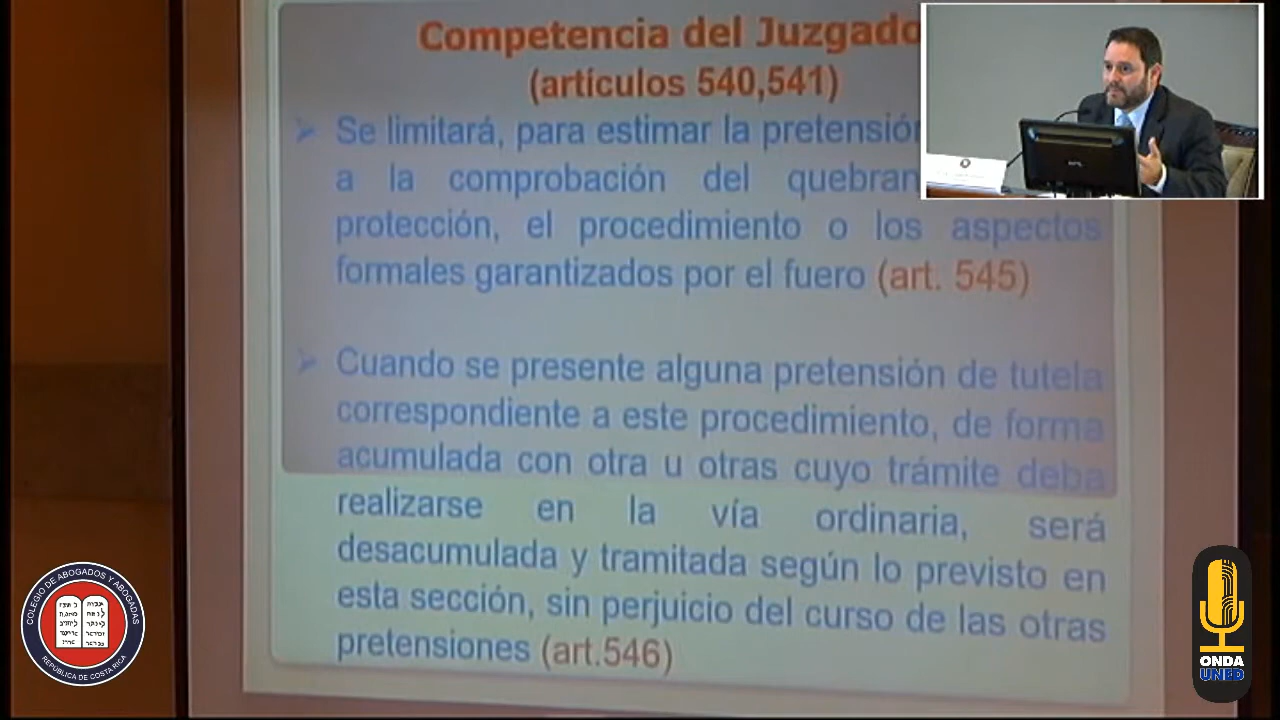 Competencia del Juzgado
(artículos 540,541)
Se limitará, para estimar la pretensión
a la comprobación del
protección, el procedimiento o los aspectos
formales garantizados por el fuero (art. 545)
Cuando se presente alguna pretensión de tutela
correspondiente a este procedimiento, de forma
acumulada con otra u otras cuyo trámite deba
realizarse en la vía ordinaria, será
desacumulada y tramitada según lo previsto en
esta sección, sin perjuicio del curso de las otras
pretensiones (art.546)
COLEGIO DE ABOGADOS Y ABOGADAS
REPÚBLICA DE COSTA RICA
ONDA
UNED